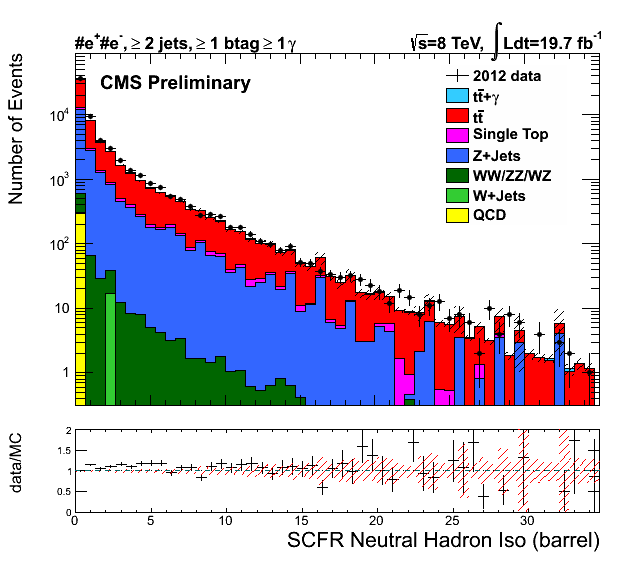 #e⁺#e⁻, ≥ 2 jets, ≥ 1 btag ≥ 1 γ
√s=8 TeV, ∫Ldt=19.7 fb⁻¹
CMS Preliminary
2012 data
tt̄+γ
tt̄
Single Top
Z+Jets
WW/ZZ/WZ
W+Jets
QCD
Number of Events
10⁴
10³
10²
10
1
data/MC
2
1.5
1
0.5
0
0 5 10 15 20 25 30
SCFR Neutral Hadron Iso (barrel)